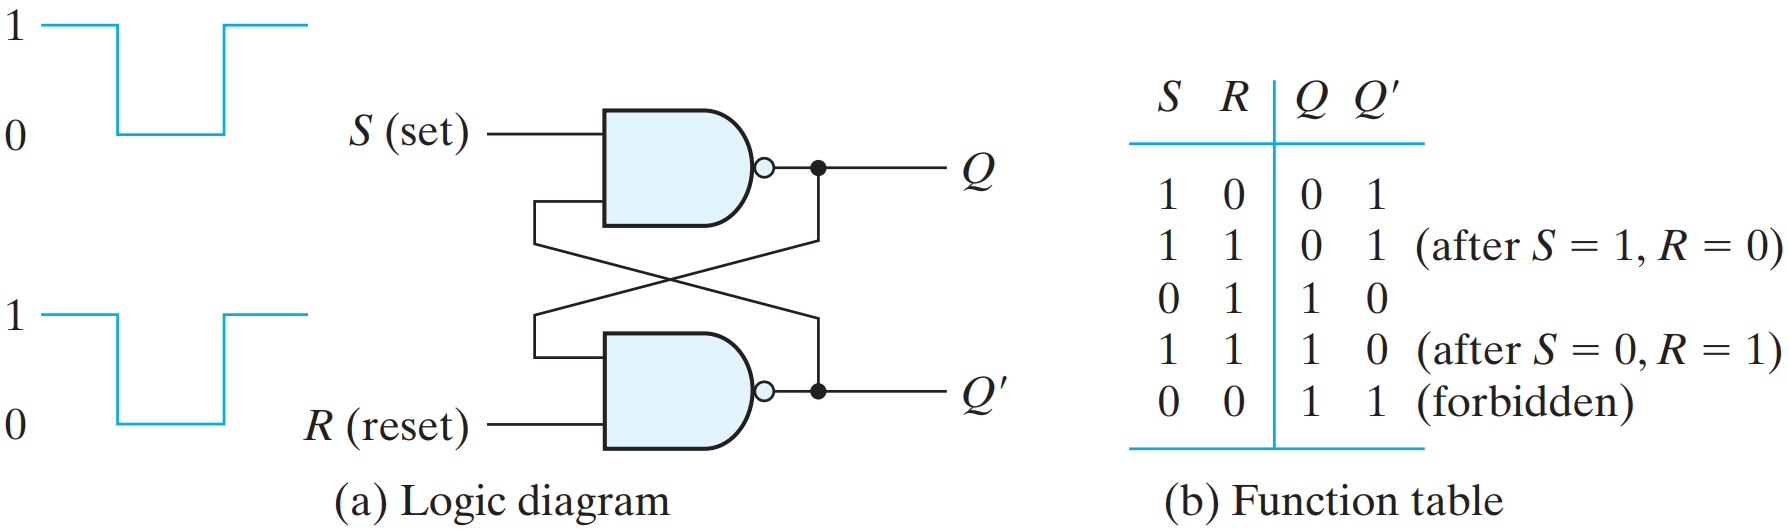 1
0
S (set)
Q
1
0
R (reset)
Q′
(a) Logic diagram
S R Q Q′
1 0 0 1
1 1 0 1 (after S = 1, R = 0)
0 1 1 0
1 1 1 0 (after S = 0, R = 1)
0 0 1 1 (forbidden)
(b) Function table